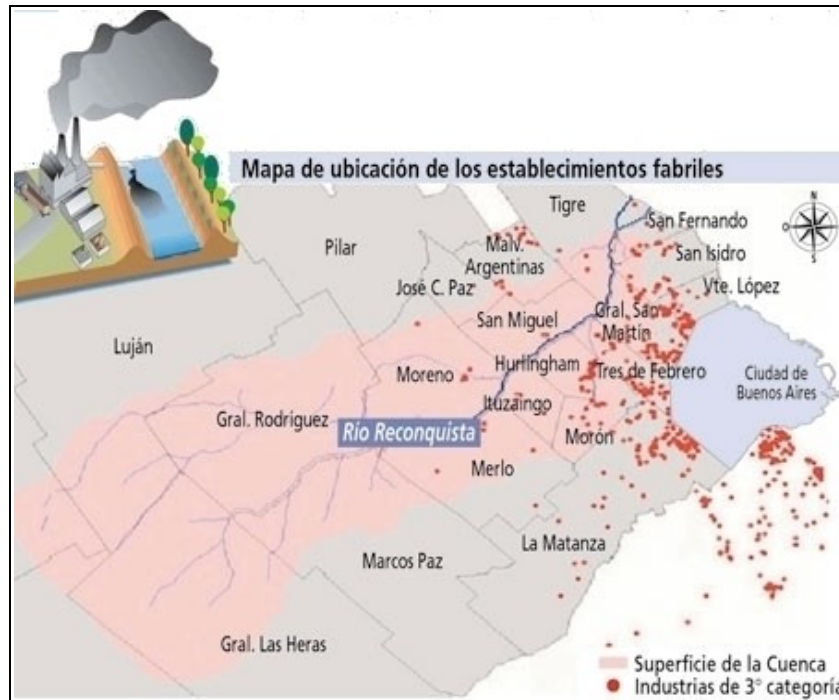 Mapa de ubicación de los establecimientos fabriles
Tigre
N
San Fernando
Pilar
Malv.
Argentinas
San Isidro
S
José C. Paz
Vte. López
San Miguel
Gral. San
Martín
Luján
Hurlingham
Moreno
Tres de Febrero
Ciudad de
Buenos Aires
Ituzaingo
Gral. Rodríguez
Río Reconquista
Morón
Merlo
La Matanza
Marcos Paz
Gral. Las Heras
Superficie de la Cuenca
Industrias de 3° categoría